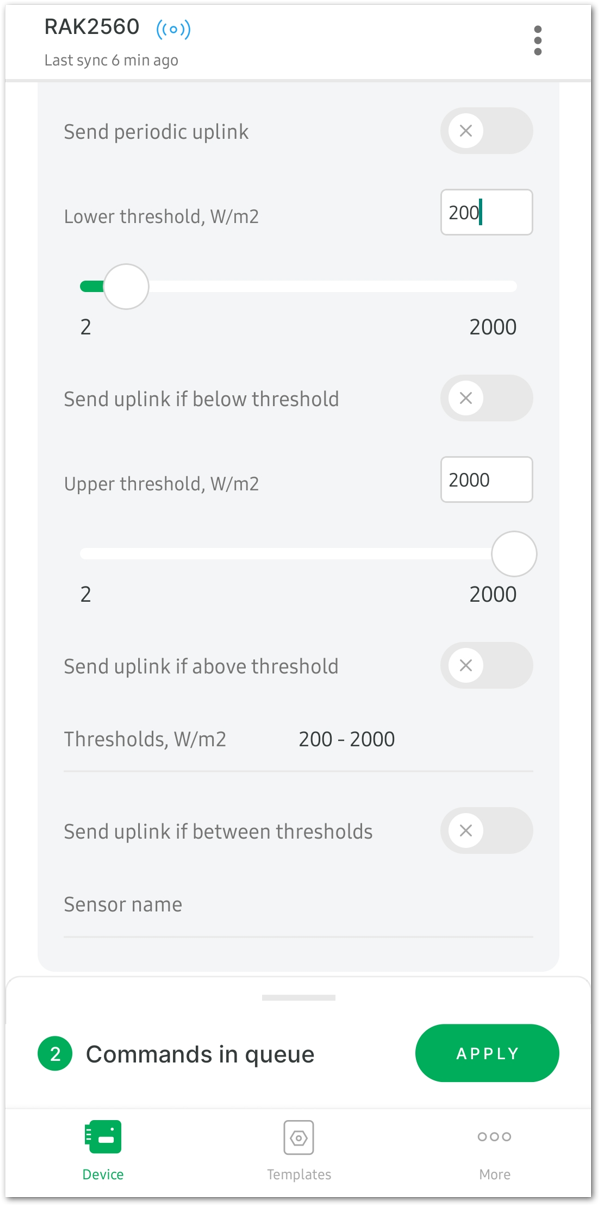 RAK2560
Last sync 6 min ago
Send periodic uplink
Lower threshold, W/m2 200
2 2000
Send uplink if below threshold
Upper threshold, W/m2 2000
2 2000
Send uplink if above threshold
Thresholds, W/m2 200 - 2000
Send uplink if between thresholds
Sensor name
2 Commands in queue APPLY
Device Templates More